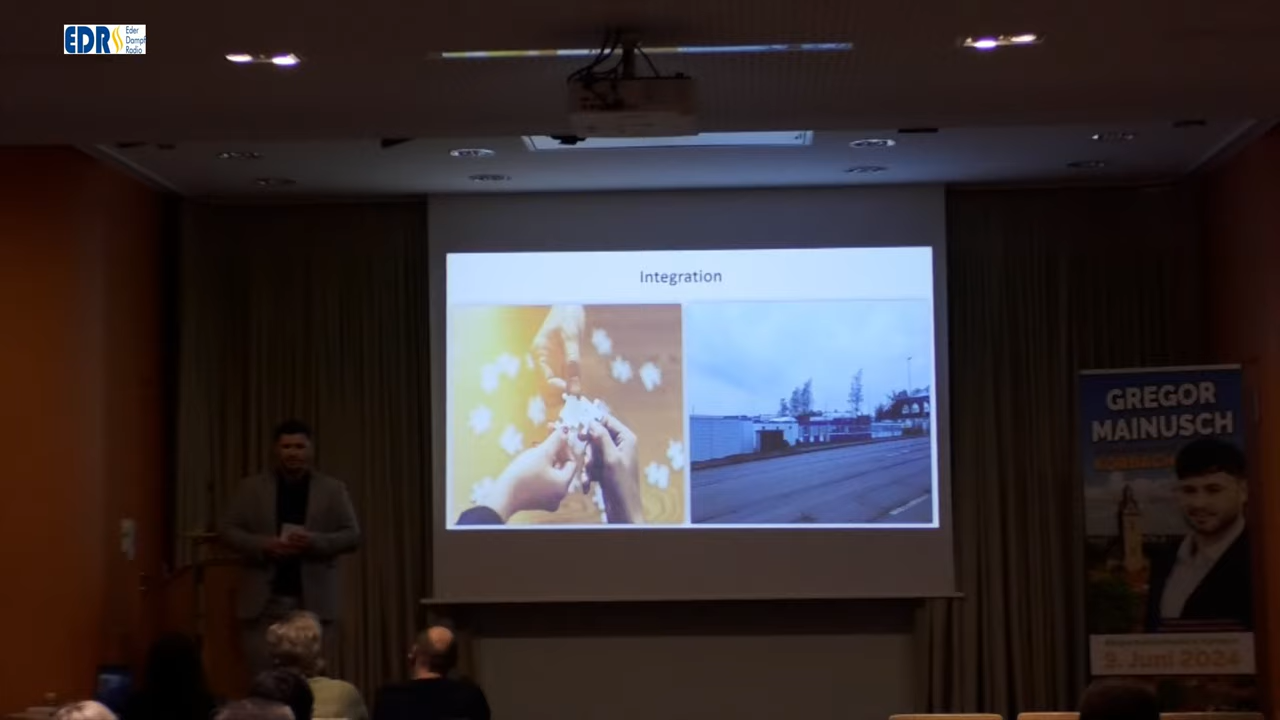 EDR
Eder
Dampf
Radio
Integration
GREGOR
MAINUSCH
9. Juni 2024